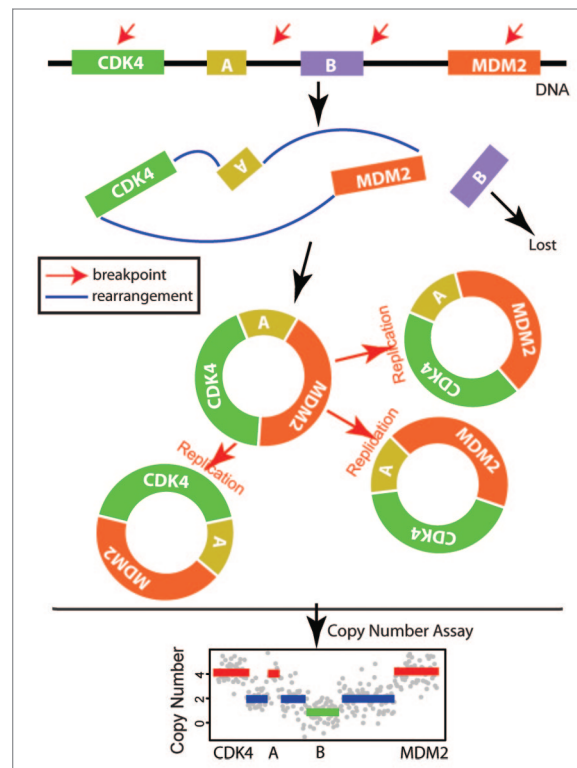 CDK4 A B MDM2
DNA
CDK4 A MDM2 B
Lost
breakpoint
rearrangement
A CDK4 MDM2
Replication
A MDM2 CDK4
Replication
A MDM2 CDK4
Replication
CDK4 A MDM2
Copy Number Assay
Copy Number
4
2
0
CDK4 A B MDM2